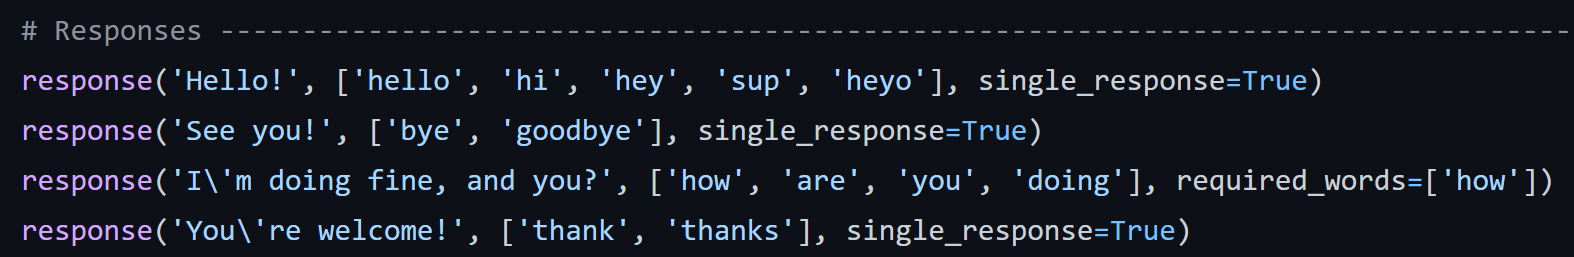 # Responses -----------------------------------------------------------------------------------
response('Hello!', ['hello', 'hi', 'hey', 'sup', 'heyo'], single_response=True)
response('See you!', ['bye', 'goodbye'], single_response=True)
response('I\'m doing fine, and you?', ['how', 'are', 'you', 'doing'], required_words=['how'])
response('You\'re welcome!', ['thank', 'thanks'], single_response=True)